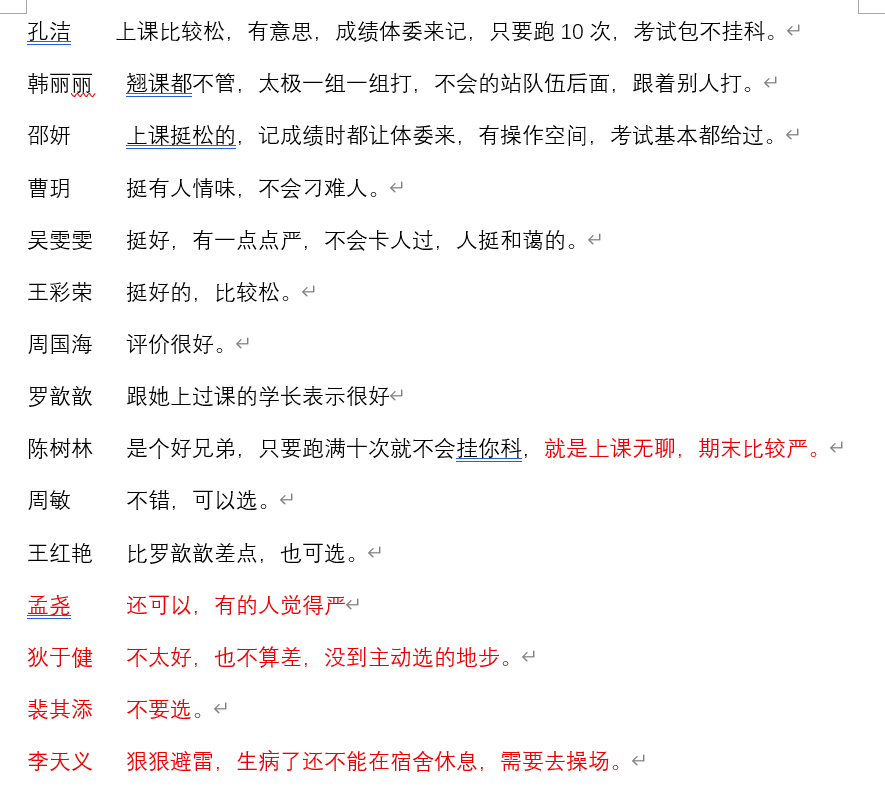 孔洁 上课比较松，有意思，成绩体委来记，只要跑 10 次，考试包不挂科。
韩丽丽 翘课都不管，太极一组一组打，不会的站队伍后面，跟着别人打。
邵妍 上课挺松的，记成绩时都让体委来，有操作空间，考试基本都给过。
曹玥 挺有人情味，不会刁难人。
吴雯雯 挺好，有一点点严，不会卡人过，人挺和蔼的。
王彩荣 挺好的，比较松。
周国海 评价很好。
罗歆歆 跟她上过课的学长表示很好
陈树林 是个好兄弟，只要跑满十次就不会挂你科，就是上课无聊，期末比较严。
周敏 不错，可以选。
王红艳 比罗歆歆差点，也可选。
孟尧 还可以，有的人觉得严
狄于健 不太好，也不算差，没到主动选的地步。
裴其添 不要选。
李天义 狠狠避雷，生病了还不能在宿舍休息，需要去操场。